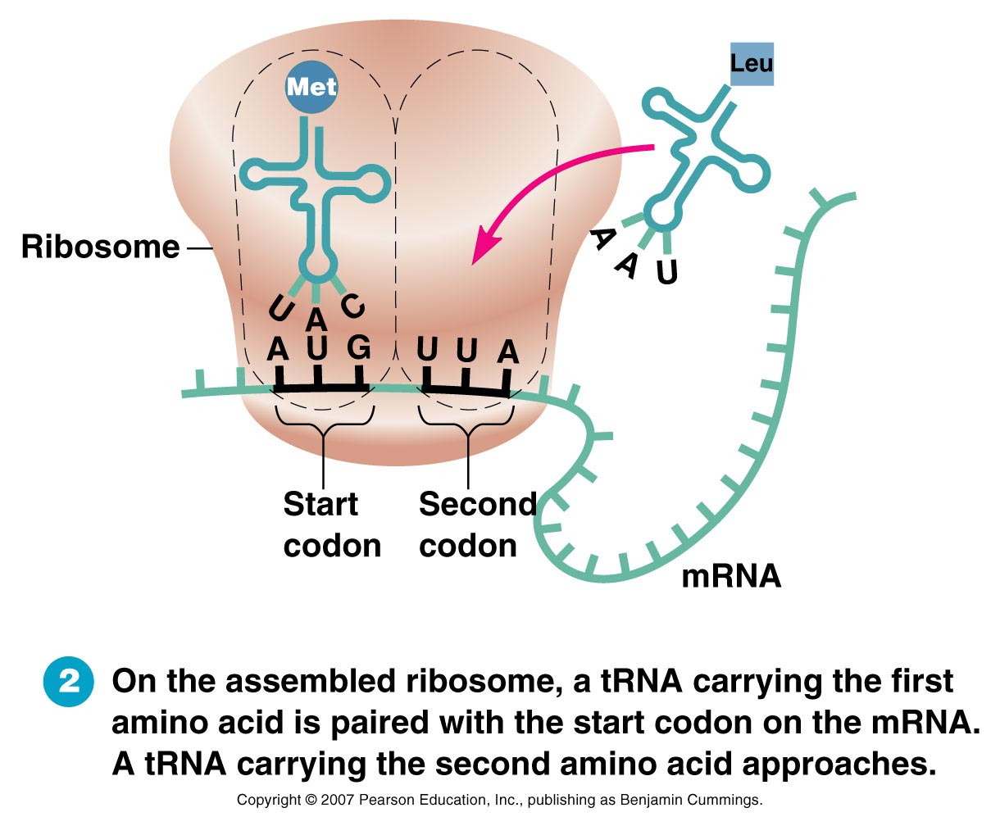 Met
Leu
Ribosome
A A U
U A C
A U G
U U A
Start
codon
Second
codon
mRNA
2 On the assembled ribosome, a tRNA carrying the first
amino acid is paired with the start codon on the mRNA.
A tRNA carrying the second amino acid approaches.
Copyright © 2007 Pearson Education, Inc., publishing as Benjamin Cummings.